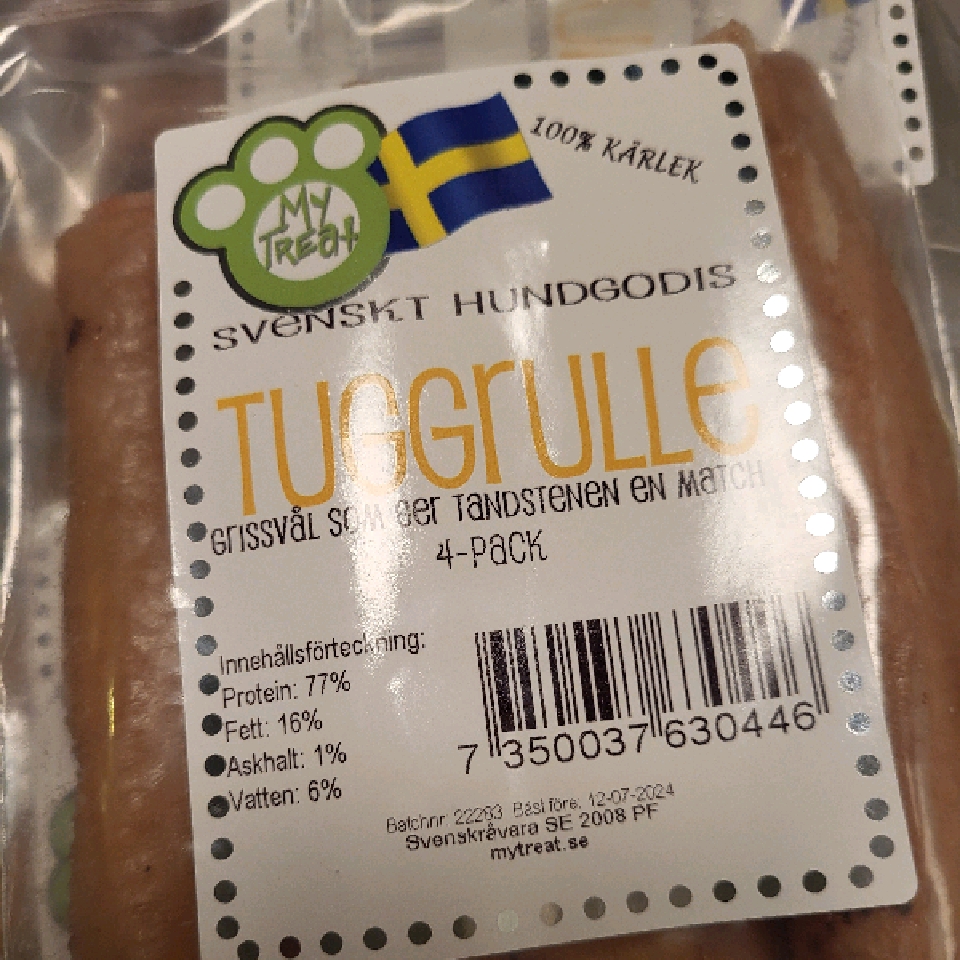 MY
TREAT
100% KÄRLEK
SVENSKT HUNDGODIS
TUGGRULLE
GRISSVÅL SOM GER TANDSTENEN EN MATCH
4-PACK
Innehållsförteckning:
Protein: 77%
Fett: 16%
Askhalt: 1%
Vatten: 6%
7 350037 630446
Batchnr: 22283 Bäst före: 12-07-2024
Svenskråvara SE 2008 PF
mytreat.se